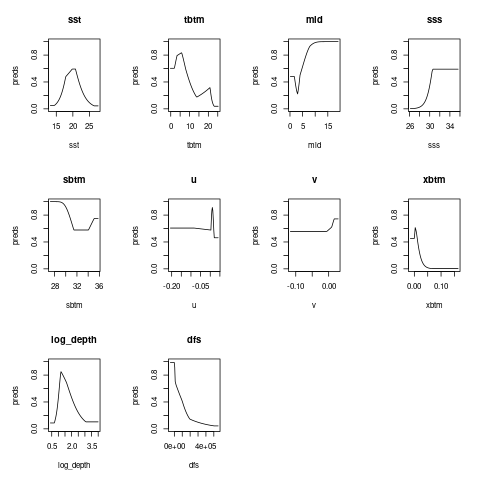 sst tbtm mld sss
preds 0.0 0.4 0.8 preds 0.0 0.4 0.8 preds 0.0 0.4 0.8 preds 0.0 0.4 0.8
15 20 25 0 5 10 20 0 5 15 26 30 34
sst tbtm mld sss
sbtm u v xbtm
preds 0.0 0.4 0.8 preds 0.0 0.4 0.8 preds 0.0 0.4 0.8 preds 0.0 0.4 0.8
28 32 36 -0.20 -0.05 -0.10 0.00 0.00 0.10
sbtm u v xbtm
log_depth dfs
preds 0.0 0.4 0.8 preds 0.0 0.4 0.8
0.5 2.0 3.5 0e+00 4e+05
log_depth dfs